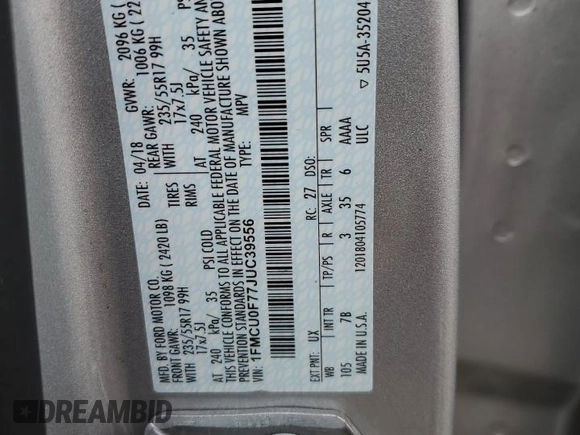 MFD. BY FORD MOTOR CO.
DATE: 04/18 GVWR: 2096 KG (
FRONT GAWR: 1098 KG (2420 LB) REAR GAWR: 1006 KG (22
WITH 235/55R17 99H TIRES WITH 235/55R17 99H
17x7.5J RIMS 17x7.5J
AT 240 kPa/ 35 PSI COLD AT 240 kPa/ 35 PS
THIS VEHICLE CONFORMS TO ALL APPLICABLE FEDERAL MOTOR VEHICLE SAFETY AN
PREVENTION STANDARDS IN EFFECT ON THE DATE OF MANUFACTURE SHOWN ABOV
VIN: 1FMCU0F77JUC39556
TYPE: MPV
EXT PNT: UX RC: 27 DSO:
WB INT TR TP/PS R AXLE TR SPR
105 7B 3 35 6 AAAA
MADE IN U.S.A. 1201804105774 ULC
▽ 5U5A-35204
DREAMBID